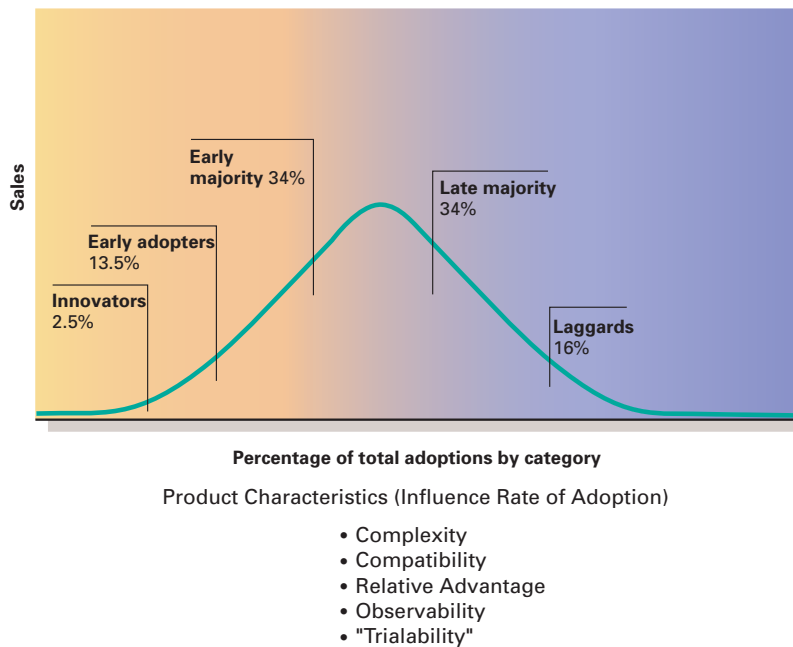 Sales
Early
majority 34%
Late majority
34%
Early adopters
13.5%
Innovators
2.5%
Laggards
16%
Percentage of total adoptions by category
Product Characteristics (Influence Rate of Adoption)
• Complexity
• Compatibility
• Relative Advantage
• Observability
• "Trialability"